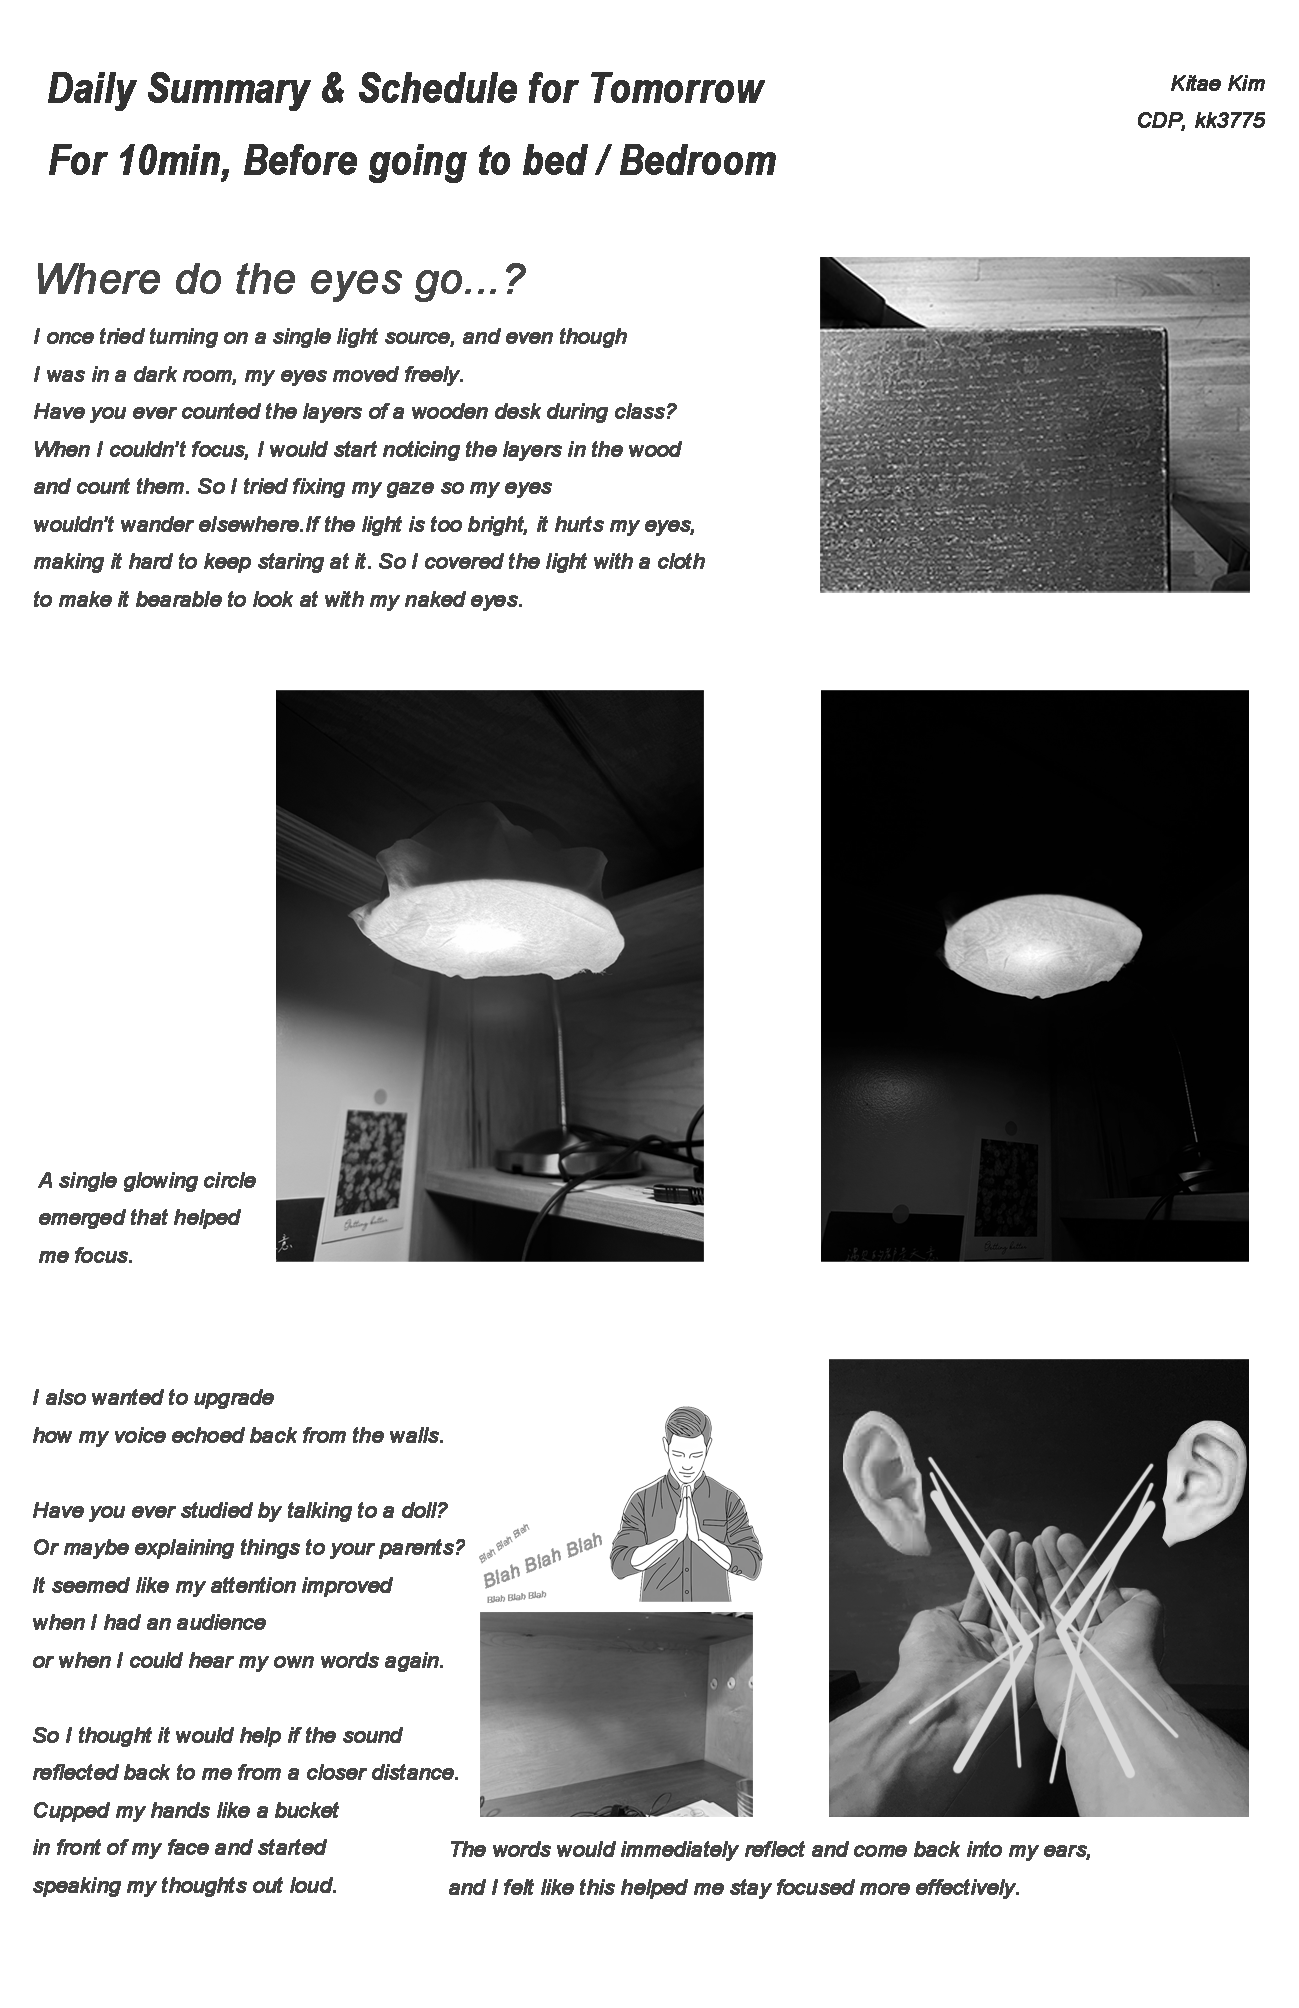 Daily Summary & Schedule for Tomorrow
For 10min, Before going to bed / Bedroom
Kitae Kim
CDP, kk3775
Where do the eyes go...?
I once tried turning on a single light source, and even though
I was in a dark room, my eyes moved freely.
Have you ever counted the layers of a wooden desk during class?
When I couldn't focus, I would start noticing the layers in the wood
and count them. So I tried fixing my gaze so my eyes
wouldn't wander elsewhere.If the light is too bright, it hurts my eyes,
making it hard to keep staring at it. So I covered the light with a cloth
to make it bearable to look at with my naked eyes.
A single glowing circle
emerged that helped
me focus.
意
I also wanted to upgrade
how my voice echoed back from the walls.
Have you ever studied by talking to a doll?
Or maybe explaining things to your parents?
It seemed like my attention improved
when I had an audience
or when I could hear my own words again.
So I thought it would help if the sound
reflected back to me from a closer distance.
Cupped my hands like a bucket
in front of my face and started
speaking my thoughts out loud.
Blah Blah Blah
Blah Blah Blah
Blah Blah Blah
The words would immediately reflect and come back into my ears,
and I felt like this helped me stay focused more effectively.